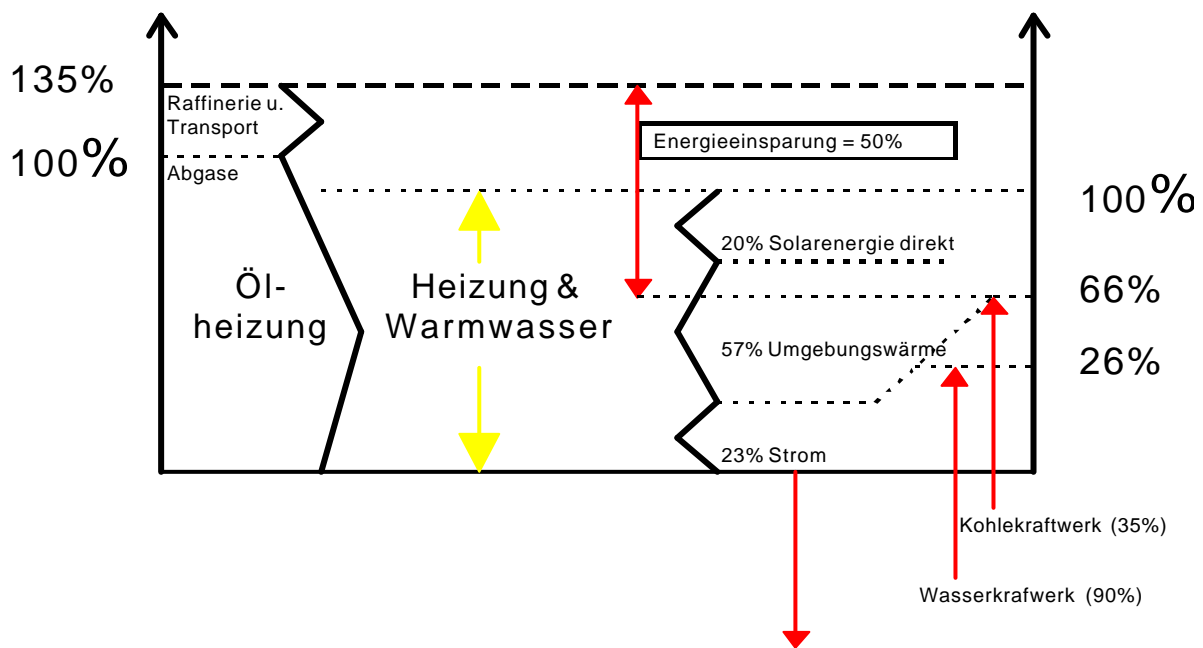 135%
Raffinerie u.
Transport
Energieeinsparung = 50%
100%
Abgase
100%
20% Solarenergie direkt
Öl-
heizung
Heizung &
Warmwasser
66%
57% Umgebungswärme
26%
23% Strom
Kohlekraftwerk (35%)
Wasserkrafwerk (90%)